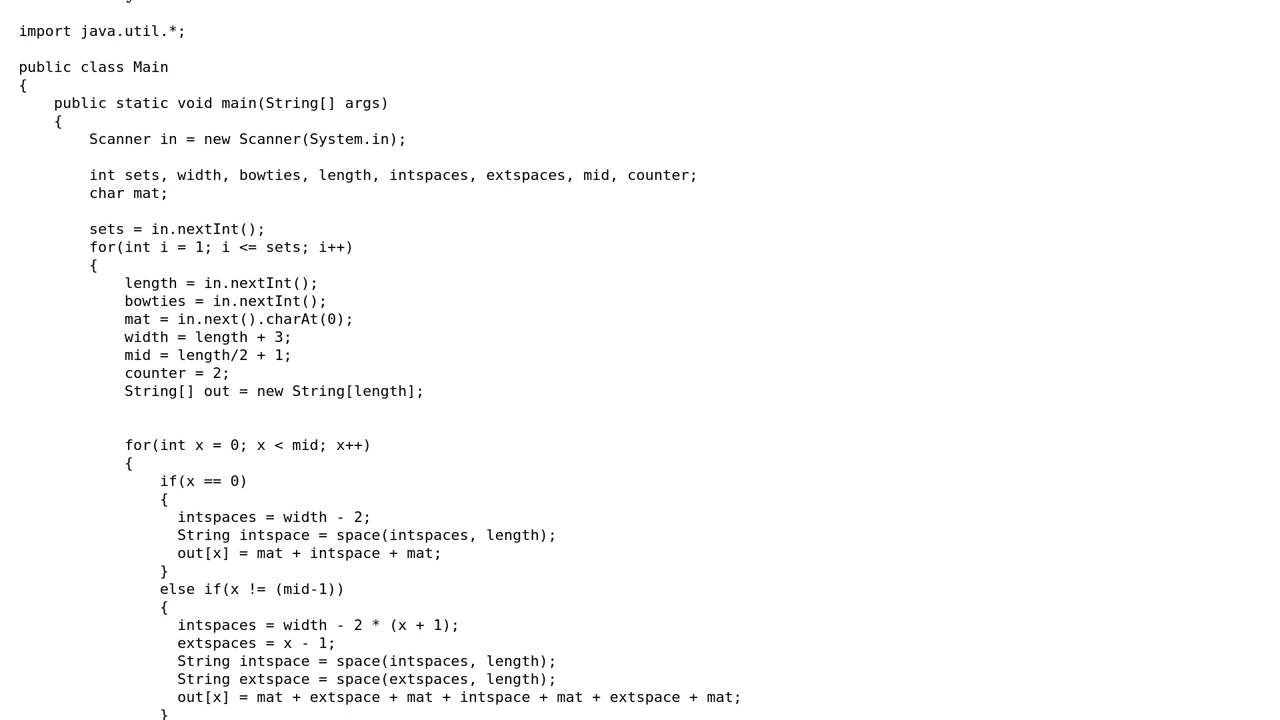 import java.util.*;
public class Main
{
    public static void main(String[] args)
    {
        Scanner in = new Scanner(System.in);
        int sets, width, bowties, length, intspaces, extspaces, mid, counter;
        char mat;
        sets = in.nextInt();
        for(int i = 1; i <= sets; i++)
        {
            length = in.nextInt();
            bowties = in.nextInt();
            mat = in.next().charAt(0);
            width = length + 3;
            mid = length/2 + 1;
            counter = 2;
            String[] out = new String[length];
            for(int x = 0; x < mid; x++)
            {
                if(x == 0)
                {
                  intspaces = width - 2;
                  String intspace = space(intspaces, length);
                  out[x] = mat + intspace + mat;
                }
                else if(x != (mid-1))
                {
                  intspaces = width - 2 * (x + 1);
                  extspaces = x - 1;
                  String intspace = space(intspaces, length);
                  String extspace = space(extspaces, length);
                  out[x] = mat + extspace + mat + intspace + mat + extspace + mat;
                }